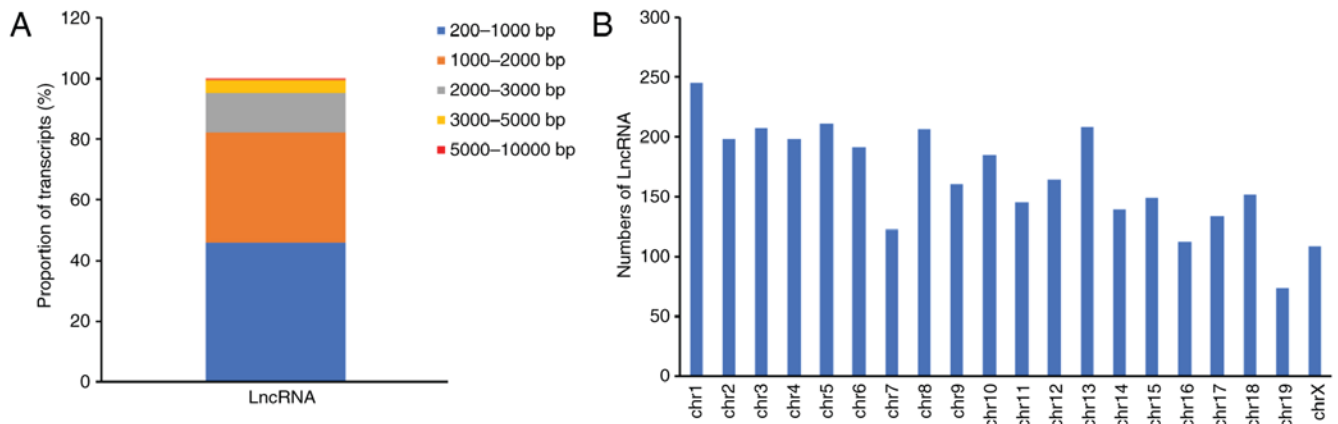 A
120
100
80
60
40
20
0
Proportion of transcripts (%)
LncRNA
200–1000 bp
1000–2000 bp
2000–3000 bp
3000–5000 bp
5000–10000 bp
B
300
250
200
150
100
50
0
Numbers of LncRNA
chr1
chr2
chr3
chr4
chr5
chr6
chr7
chr8
chr9
chr10
chr11
chr12
chr13
chr14
chr15
chr16
chr17
chr18
chr19
chrX